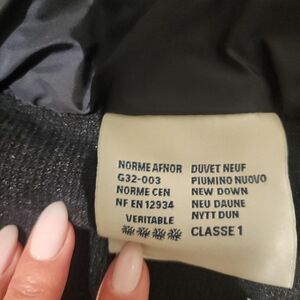 NORME AFNOR
G32-003
NORME CEN
NF EN 12934
VERITABLE
DUVET NEUF
PIUMINO NUOVO
NEW DOWN
NEU DAUNE
NYTT DUN
CLASSE 1